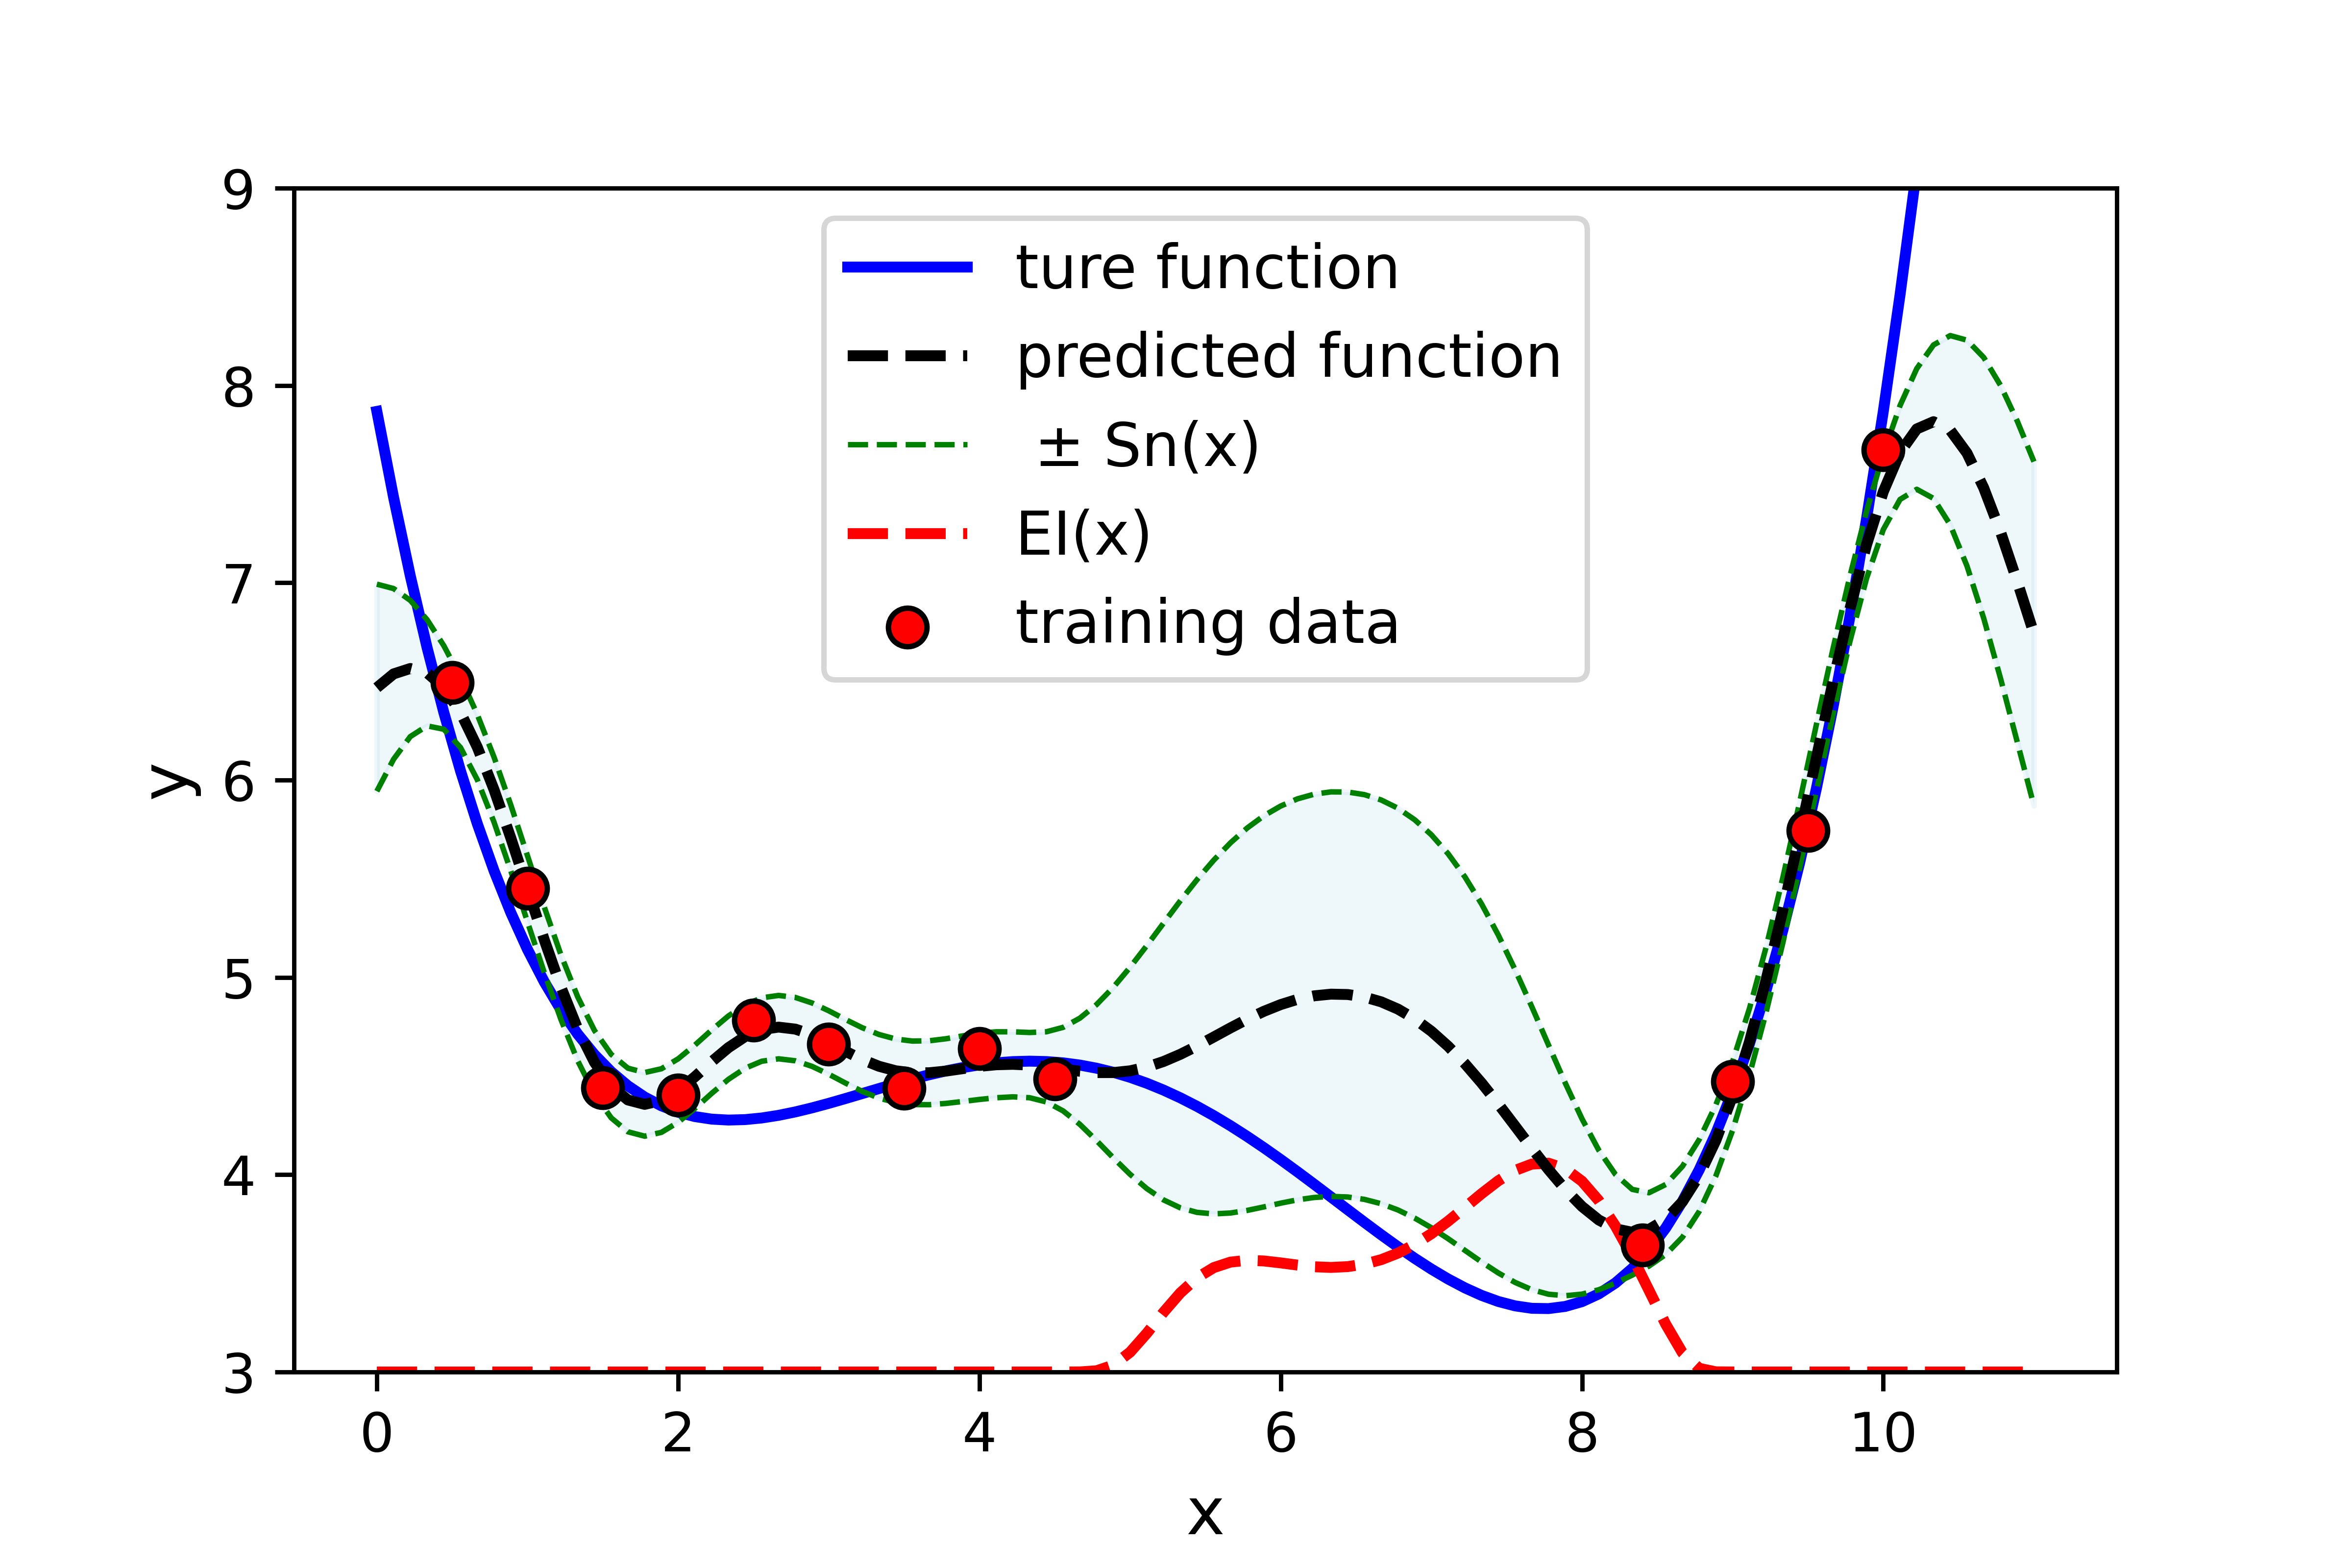 9
8
7
6
5
4
3
y
ture function
predicted function
± Sn(x)
EI(x)
training data
0 2 4 6 8 10
x